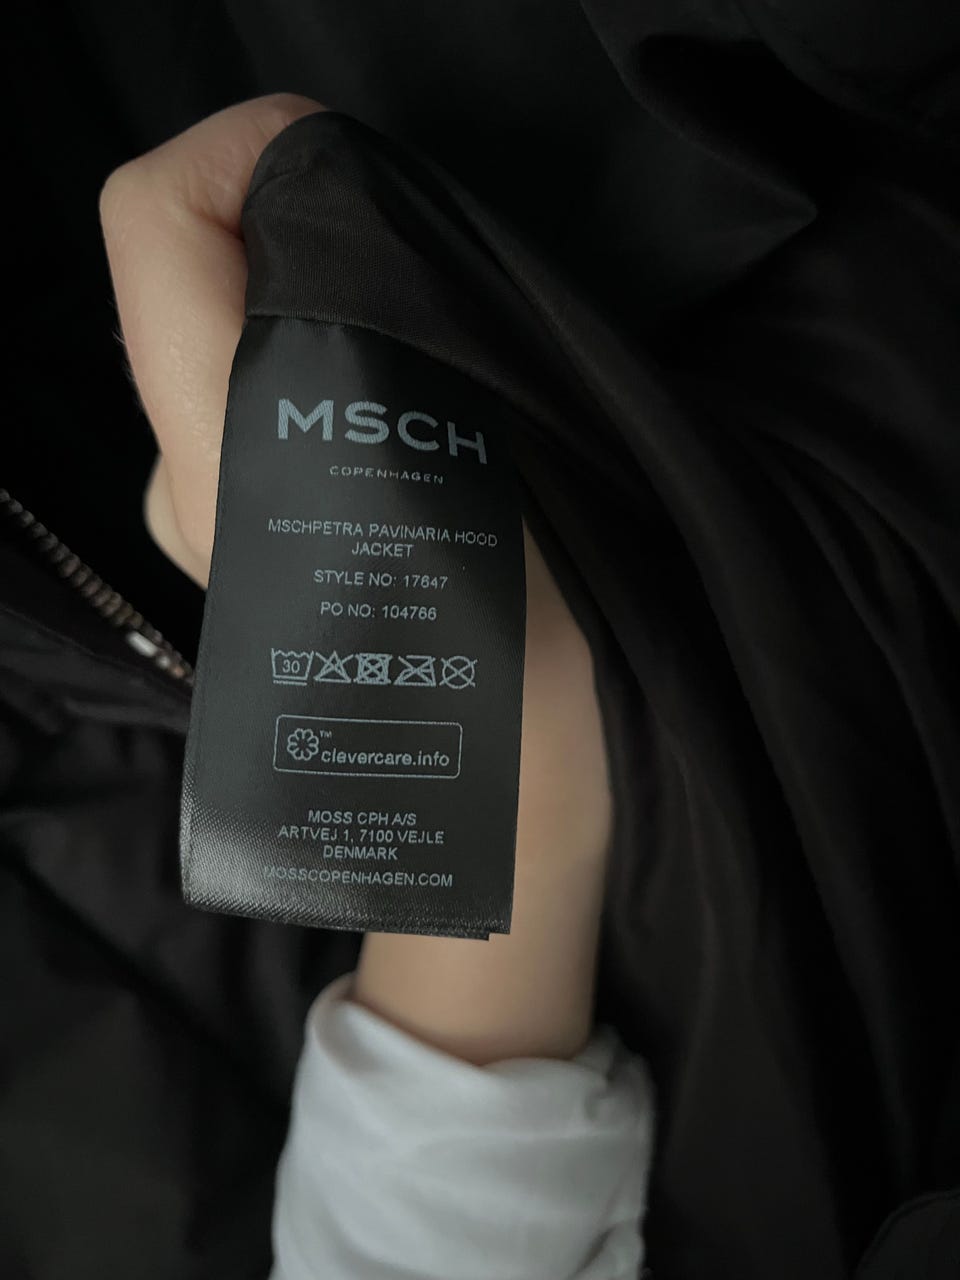 MSCH
COPENHAGEN
MSCHPETRA PAVINARIA HOOD
JACKET
STYLE NO: 17647
PO NO: 104766
30
™
clevercare.info
MOSS CPH A/S
ARTVEJ 1, 7100 VEJLE
DENMARK
MOSSCOPENHAGEN.COM